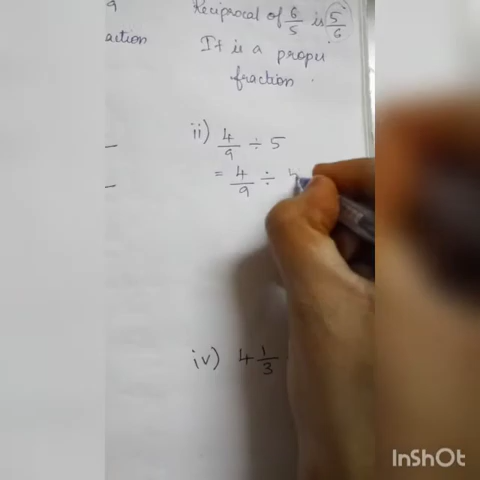 Reciprocal of 6/5 is 5/6
action
It is a proper
fraction.
ii) 4/9 ÷ 5
= 4/9 ÷
iv) 4 1/3
InShOt